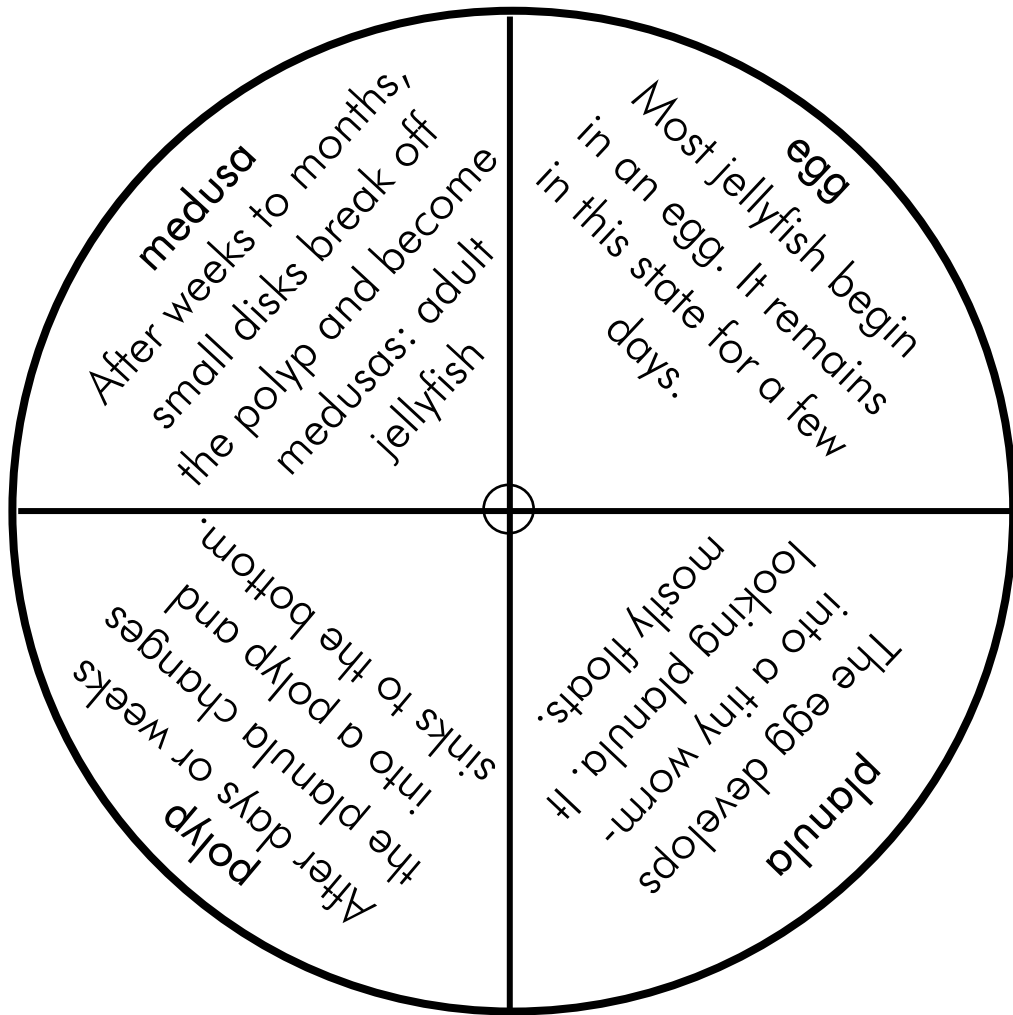 egg
Most jellyfish begin
in an egg. It remains
in this state for a few
days.
planula
The egg develops
into a tiny worm-
looking planula. It
mostly floats.
polyp
After days or weeks
the planula changes
into a polyp and
sinks to the bottom.
medusa
After weeks to months,
small disks break off
the polyp and become
medusas: adult
jellyfish